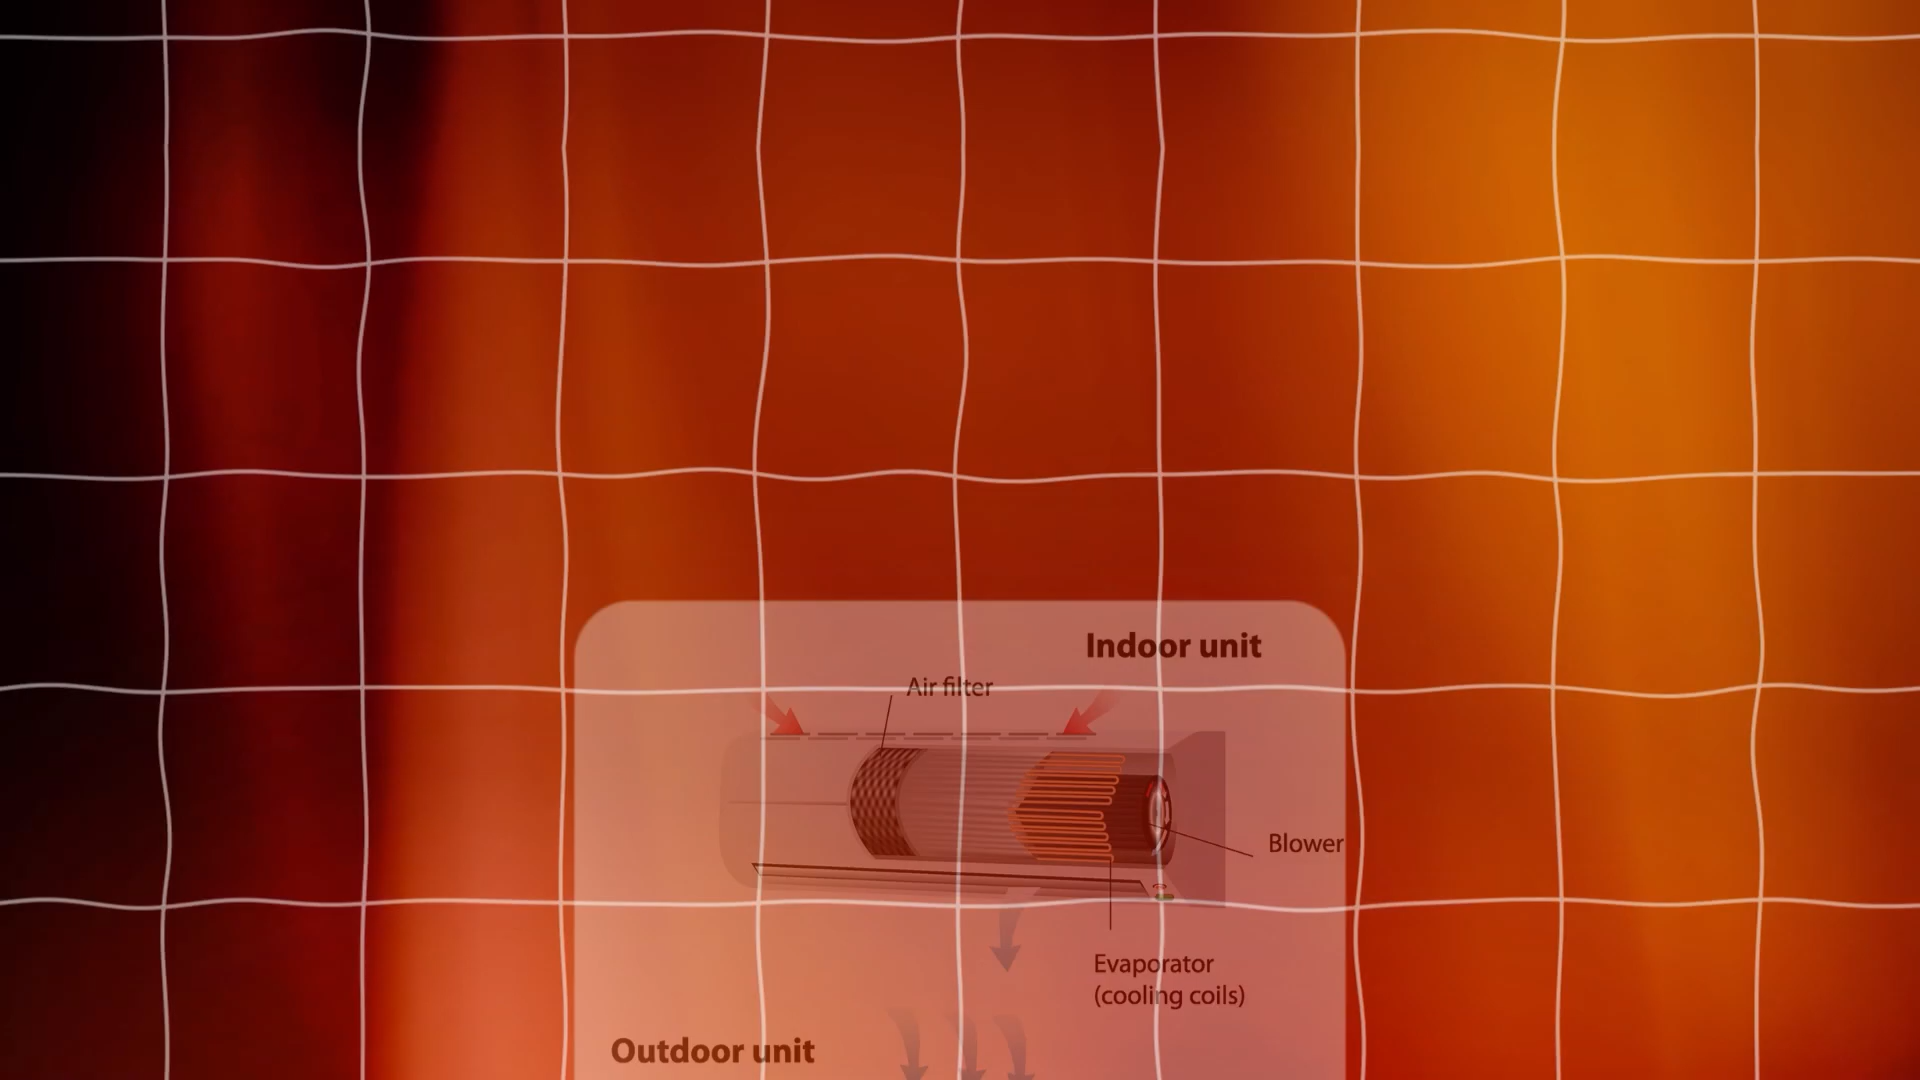 Indoor unit
Air filter
Blower
Evaporator
(cooling coils)
Outdoor unit